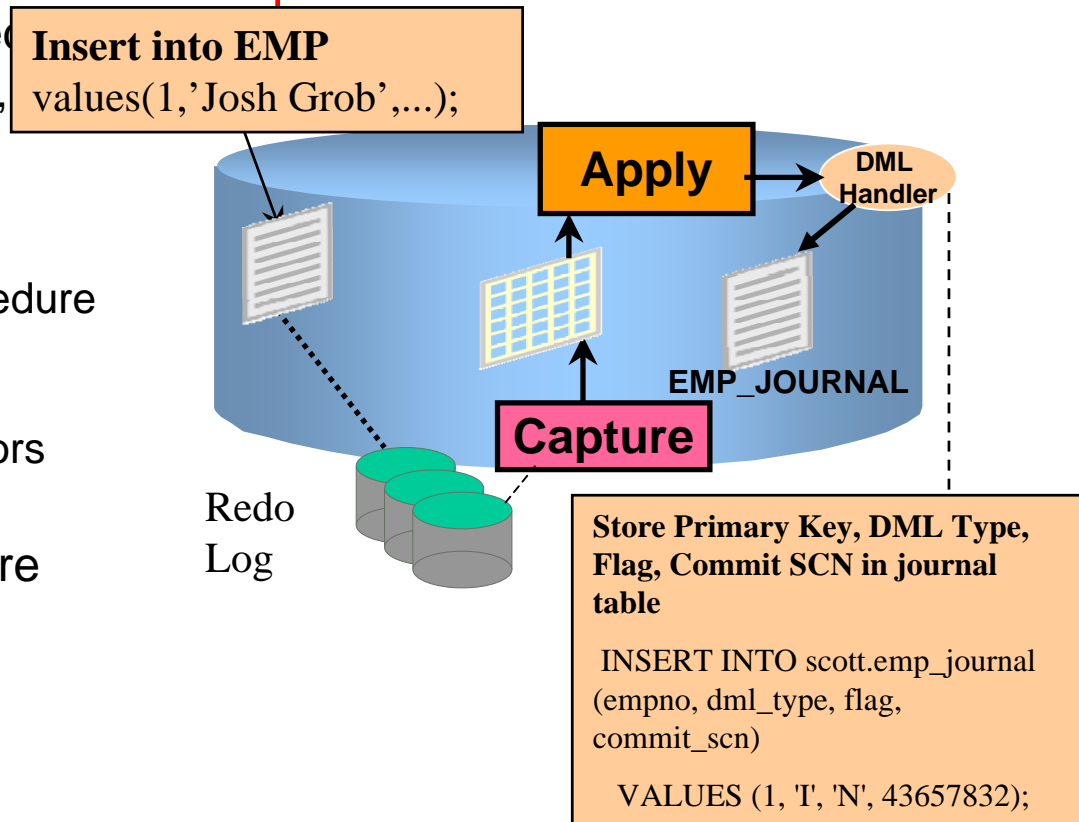 Insert into EMP
values(1,’Josh Grob’,...);
Apply
DML
Handler
edure
EMP_JOURNAL
Capture
ors
Redo
Log
re
Store Primary Key, DML Type,
Flag, Commit SCN in journal
table
INSERT INTO scott.emp_journal
(empno, dml_type, flag,
commit_scn)
VALUES (1, 'I', 'N', 43657832);